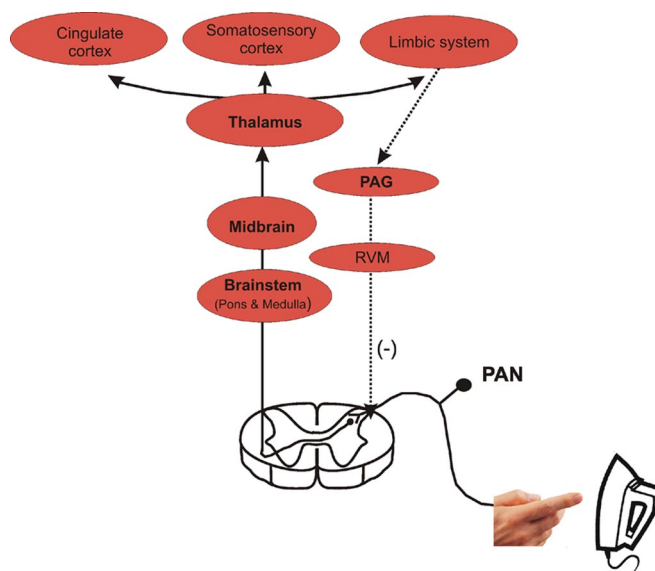 Cingulate
cortex
Somatosensory
cortex
Limbic system
Thalamus
PAG
Midbrain
RVM
Brainstem
(Pons & Medulla)
(-)
PAN